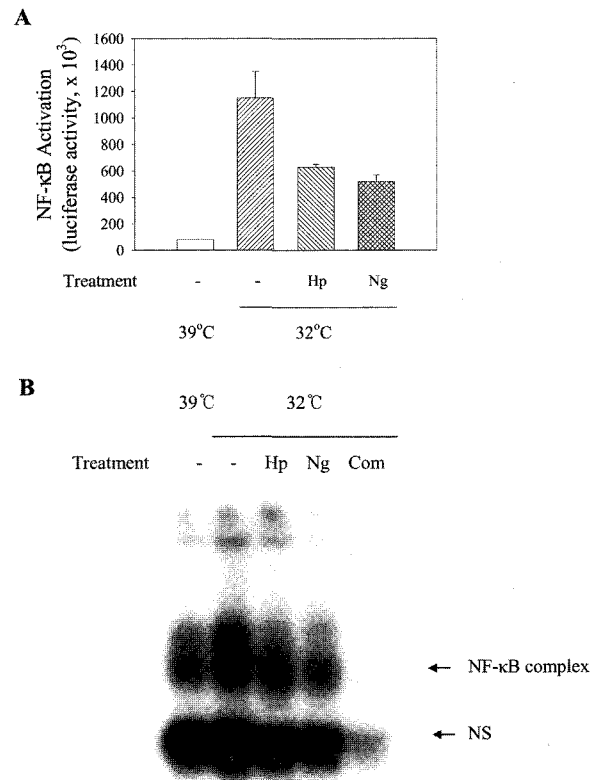 A
NF-κB Activation
(luciferase activity, x 10³)
1600
1400
1200
1000
800
600
400
200
0
Treatment - - Hp Ng
39°C 32°C
B
39℃ 32℃
Treatment - - Hp Ng Com
← NF-κB complex
← NS